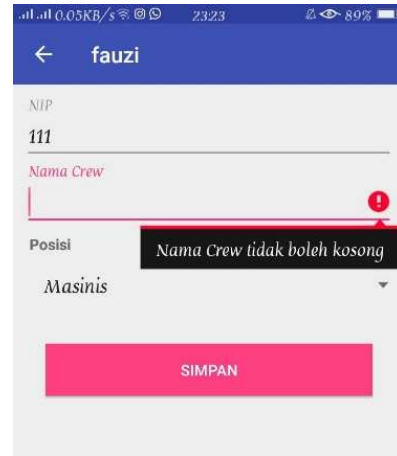 0.05KB/s 23:23 89%
fauzi
NIP
111
Nama Crew
Posisi
Nama Crew tidak boleh kosong
Masinis
SIMPAN